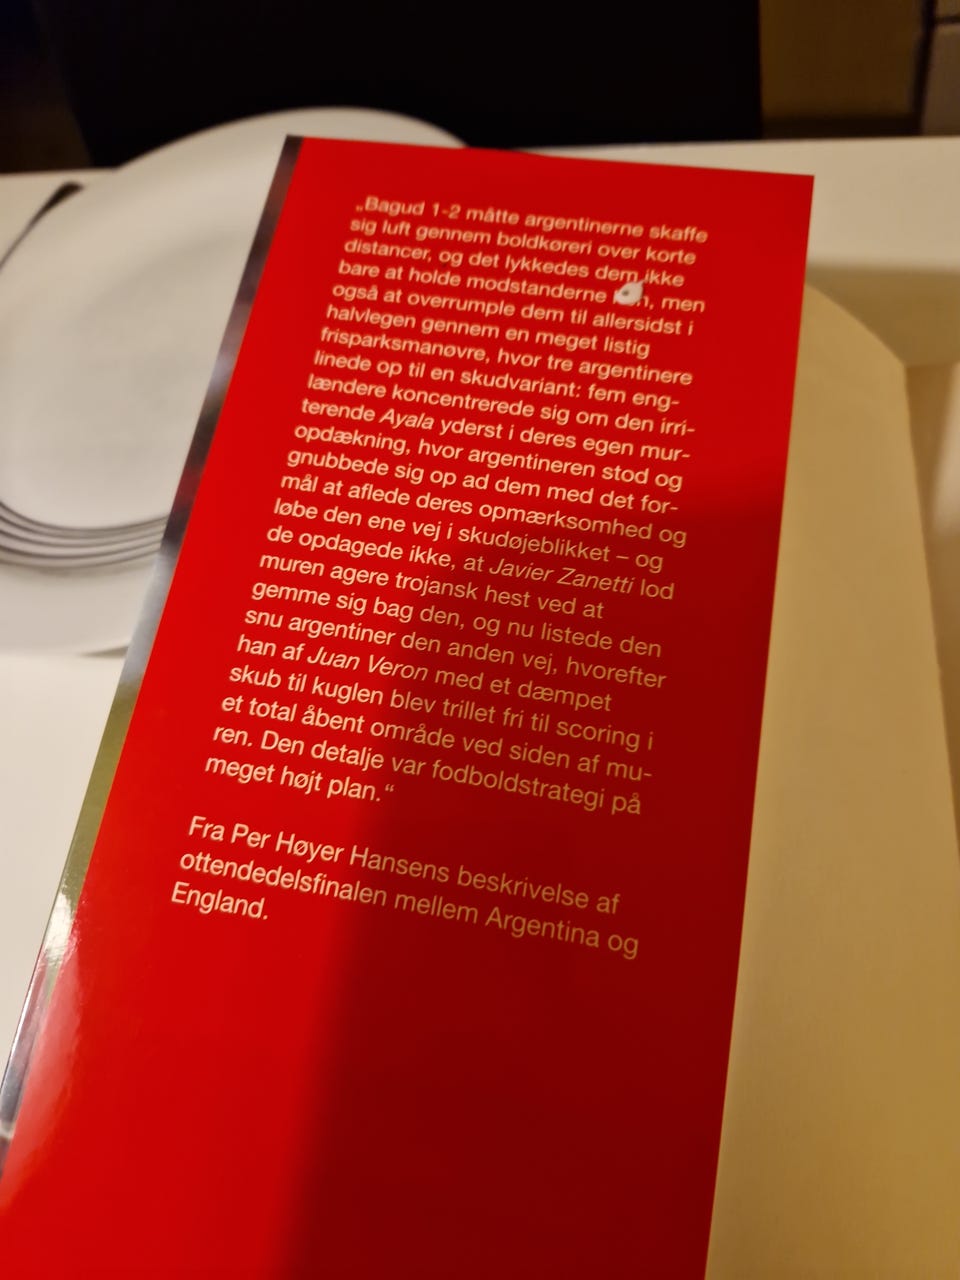 „Bagud 1-2 måtte argentinerne skaffe
sig luft gennem boldkøreri over korte
distancer, og det lykkedes dem ikke
bare at holde modstanderne , men
også at overrumple dem til allersidst i
halvlegen gennem en meget listig
frisparksmanøvre, hvor tre argentinere
linede op til en skudvariant: fem eng-
lændere koncentrerede sig om den irri-
terende Ayala yderst i deres egen mur-
opdækning, hvor argentineren stod og
gnubbede sig op ad dem med det for-
mål at aflede deres opmærksomhed og
løbe den ene vej i skudøjeblikket – og
de opdagede ikke, at Javier Zanetti lod
muren agere trojansk hest ved at
gemme sig bag den, og nu listede den
snu argentiner den anden vej, hvorefter
han af Juan Veron med et dæmpet
skub til kuglen blev trillet fri til scoring i
et total åbent område ved siden af mu-
ren. Den detalje var fodboldstrategi på
meget højt plan.“
Fra Per Høyer Hansens beskrivelse af
ottendedelsfinalen mellem Argentina og
England.